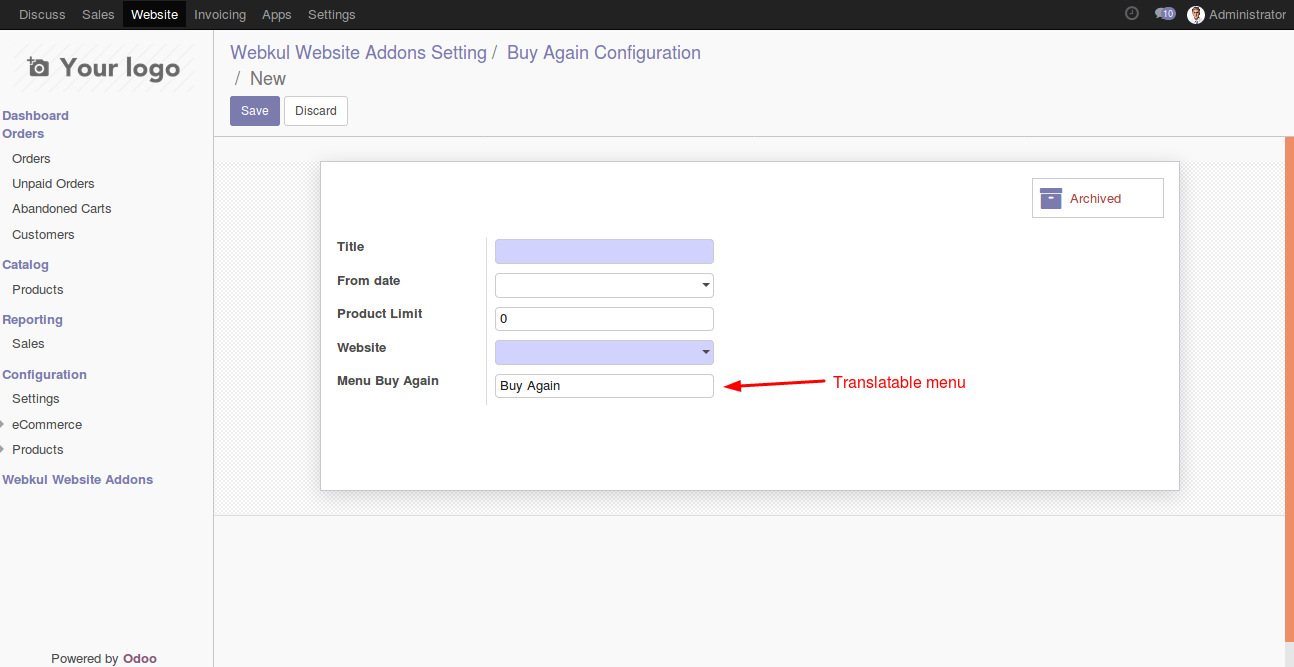 Discuss Sales Website Invoicing Apps Settings 10 Administrator
Your logo
Dashboard
Orders
Orders
Unpaid Orders
Abandoned Carts
Customers
Catalog
Products
Reporting
Sales
Configuration
Settings
eCommerce
Products
Webkul Website Addons
Powered by Odoo
Webkul Website Addons Setting / Buy Again Configuration
/ New
Save Discard
Archived
Title
From date
Product Limit 0
Website
Menu Buy Again Buy Again Translatable menu